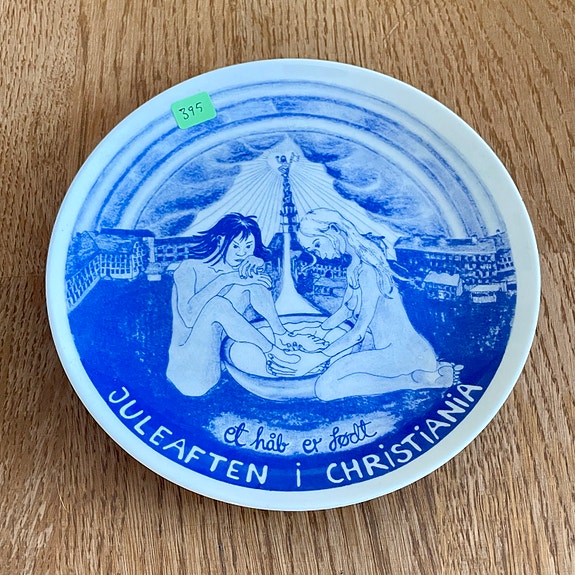 395
et håb er født
JULEAFTEN i CHRiSTiANiA